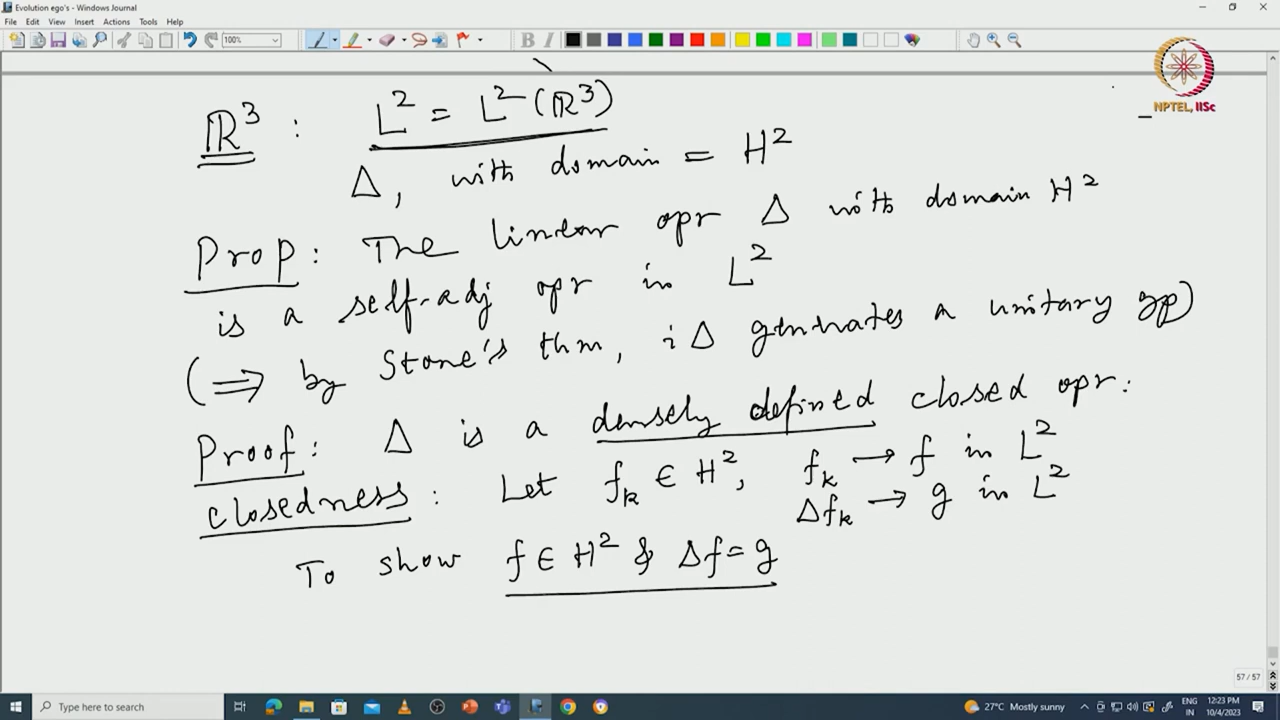 Evolution ego's - Windows Journal
File Edit View Insert Actions Tools Help
100%
B I
NPTEL, IISc
ℝ³ : L² = L²(ℝ³)
Δ, with domain = H²
Prop: The linear opr Δ with domain H²
is a self-adj opr in L²
(⟹ by Stone's thm, iΔ generates a unitary gp)
Proof: Δ is a densely defined closed opr:
closedness: Let f_k ∈ H², f_k → f in L²
Δf_k → g in L²
To show f ∈ H² & Δf = g
57 / 57
Type here to search
27°C Mostly sunny
ENG
IN
12:23 PM
10/4/2023